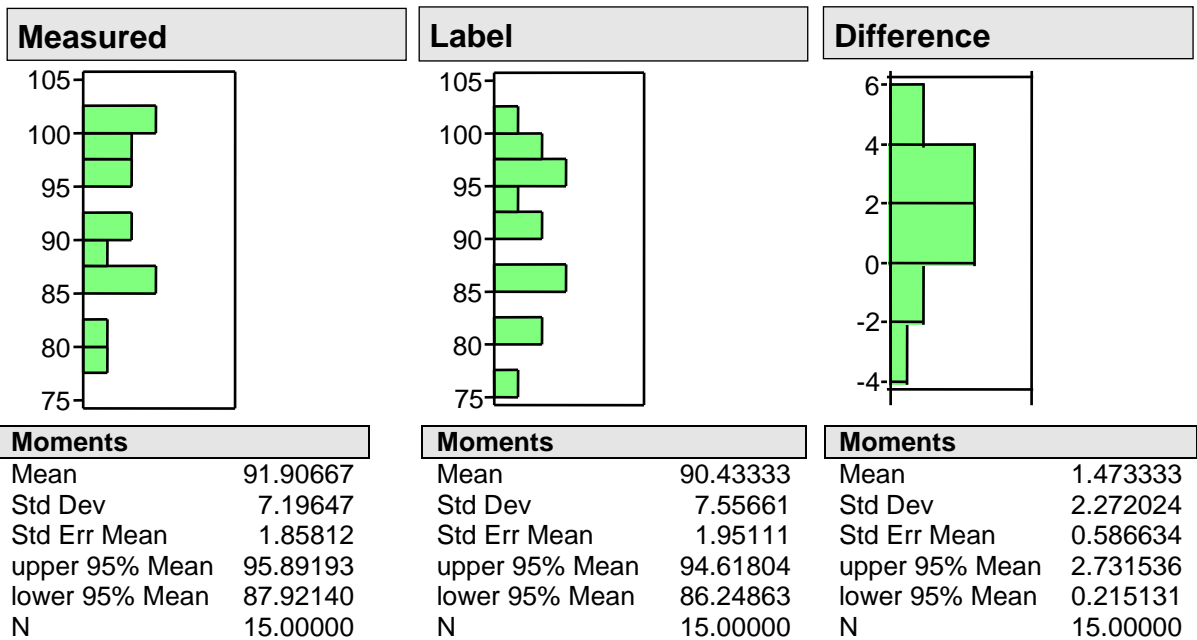 Measured
105
100
95
90
85
80
75
Moments
Mean 91.90667
Std Dev 7.19647
Std Err Mean 1.85812
upper 95% Mean 95.89193
lower 95% Mean 87.92140
N 15.00000
Label
105
100
95
90
85
80
75
Moments
Mean 90.43333
Std Dev 7.55661
Std Err Mean 1.95111
upper 95% Mean 94.61804
lower 95% Mean 86.24863
N 15.00000
Difference
6
4
2
0
-2
-4
Moments
Mean 1.473333
Std Dev 2.272024
Std Err Mean 0.586634
upper 95% Mean 2.731536
lower 95% Mean 0.215131
N 15.00000